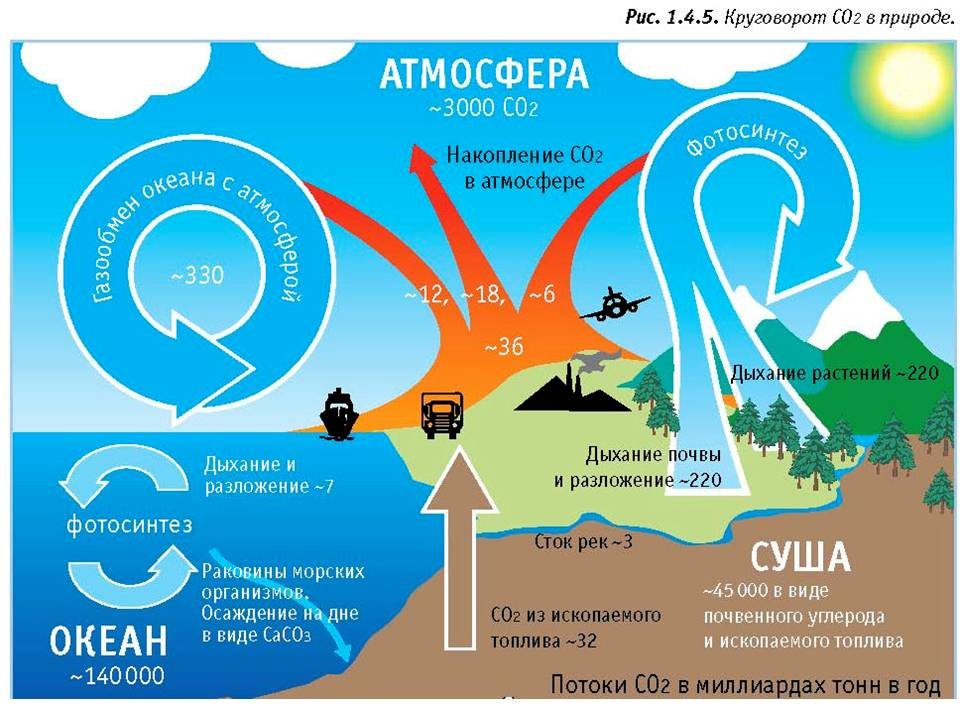 Рис. 1.4.5. Круговорот CO2 в природе.
АТМОСФЕРА
~3000 CO2
Накопление CO2
в атмосфере
Фотосинтез
Газообмен океана с атмосферой
~330
~12, ~18, ~6
~36
Дыхание растений ~220
Дыхание почвы
и разложение ~220
Дыхание и
разложение ~7
фотосинтез
Сток рек ~3
Раковины морских
организмов.
Осаждение на дне
в виде CaCO3
CO2 из ископаемого
топлива ~32
СУША
~45 000 в виде
почвенного углерода
и ископаемого топлива
ОКЕАН
~140 000
Потоки CO2 в миллиардах тонн в год